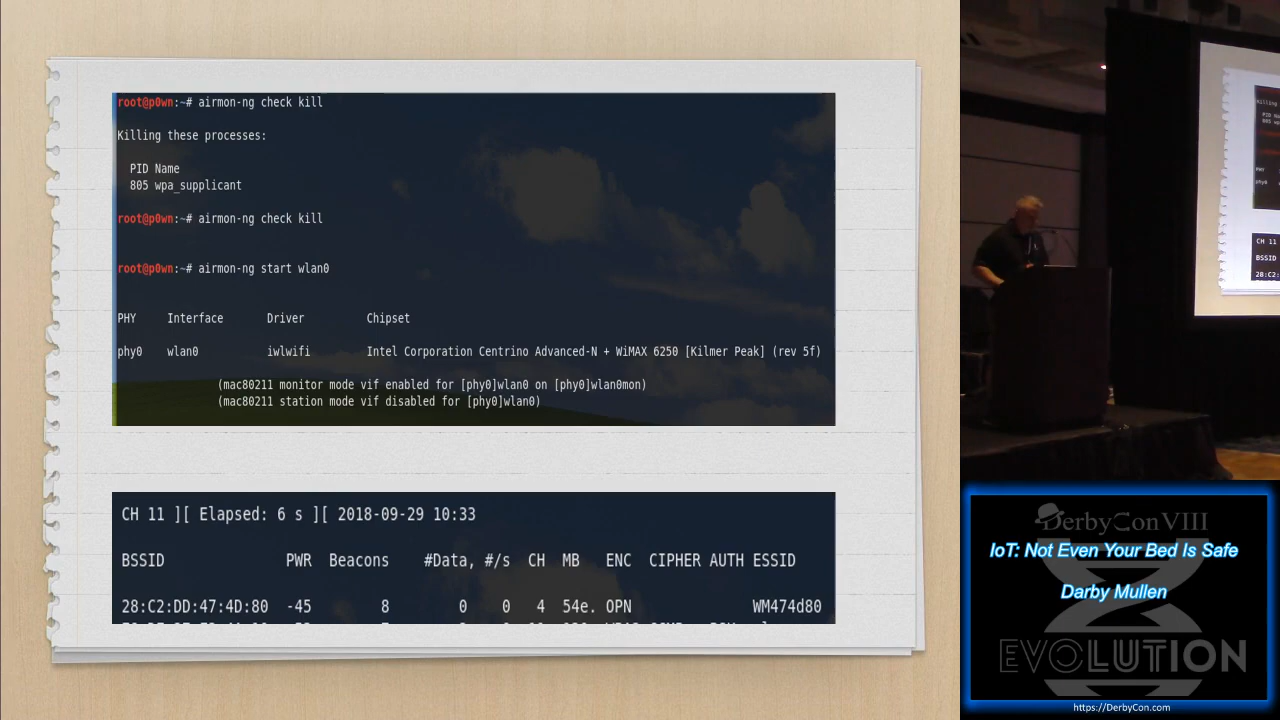 root@p0wn:~# airmon-ng check kill
Killing these processes:
PID Name
805 wpa_supplicant
root@p0wn:~# airmon-ng check kill
root@p0wn:~# airmon-ng start wlan0
PHY Interface Driver Chipset
phy0 wlan0 iwlwifi Intel Corporation Centrino Advanced-N + WiMAX 6250 [Kilmer Peak] (rev 5f)
(mac80211 monitor mode vif enabled for [phy0]wlan0 on [phy0]wlan0mon)
(mac80211 station mode vif disabled for [phy0]wlan0)
CH 11 ][ Elapsed: 6 s ][ 2018-09-29 10:33
BSSID PWR Beacons #Data, #/s CH MB ENC CIPHER AUTH ESSID
28:C2:DD:47:4D:80 -45 8 0 0 4 54e. OPN WM474d80
CH 11
BSSID
28:C2:
DerbyCon VIII
IoT: Not Even Your Bed Is Safe
Darby Mullen
EVOLUTION
https://DerbyCon.com